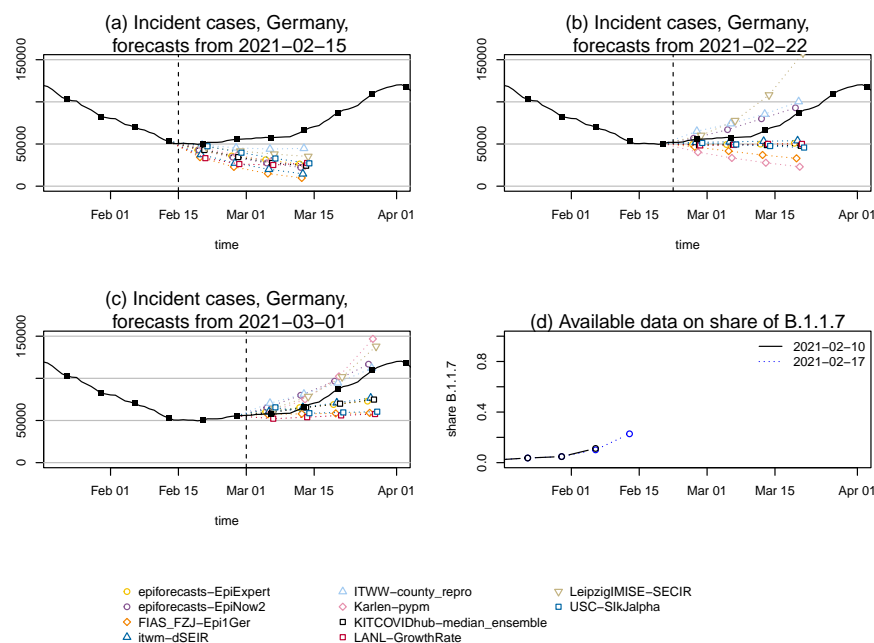 (a) Incident cases, Germany,
forecasts from 2021−02−15
150000
50000
0
Feb 01
Feb 15
Mar 01
Mar 15
Apr 01
time
(b) Incident cases, Germany,
forecasts from 2021−02−22
150000
50000
0
Feb 01
Feb 15
Mar 01
Mar 15
Apr 01
time
(c) Incident cases, Germany,
forecasts from 2021−03−01
150000
50000
0
Feb 01
Feb 15
Mar 01
Mar 15
Apr 01
time
(d) Available data on share of B.1.1.7
share B.1.1.7
0.8
0.4
0.0
2021−02−10
2021−02−17
Feb 01
Mar 01
Mar 15
Apr 01
epiforecasts−EpiExpert
epiforecasts−EpiNow2
FIAS_FZJ−Epi1Ger
itwm−dSEIR
ITWW−county_repro
Karlen−pypm
KITCOVIDhub−median_ensemble
LANL−GrowthRate
LeipzigIMISE−SECIR
USC−SIkJalpha